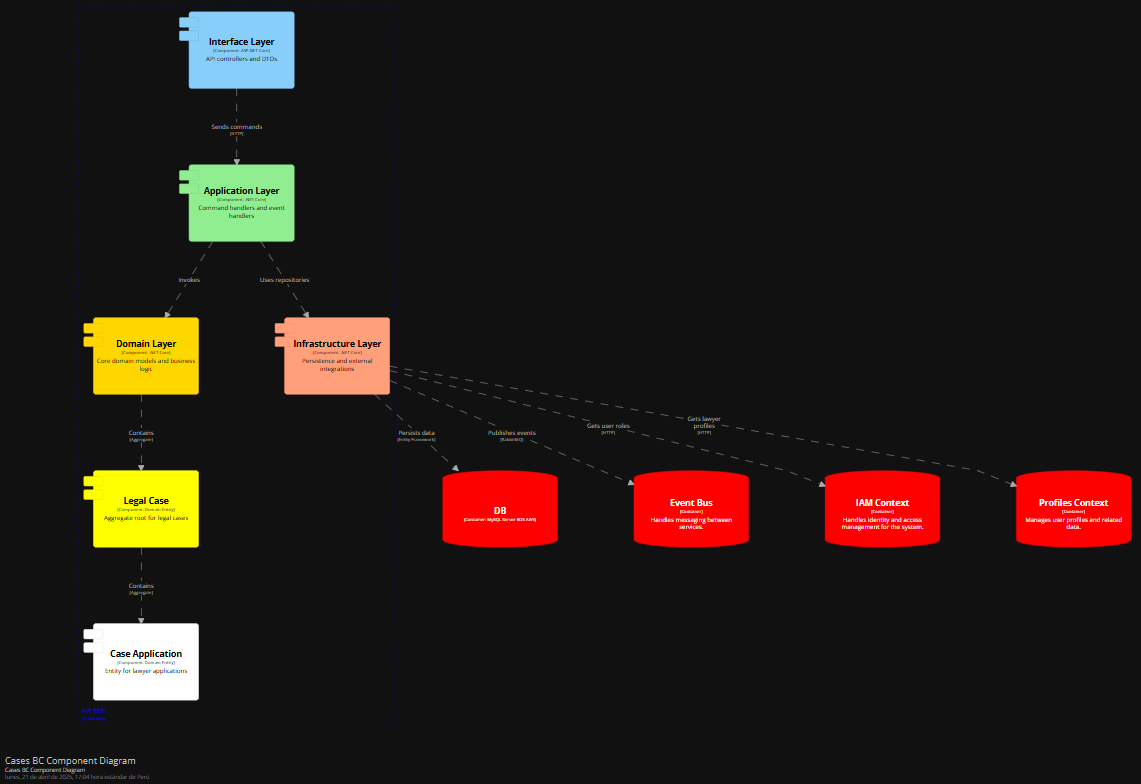 Interface Layer
[Component: ASP.NET Core]
API controllers and DTOs
Sends commands
[HTTP]
Application Layer
[Component: .NET Core]
Command handlers and event
handlers
Invokes
Uses repositories
Domain Layer
[Component: .NET Core]
Core domain models and business
logic
Infrastructure Layer
[Component: .NET Core]
Persistence and external
integrations
Contains
[Aggregate]
Persists data
[Entity Framework]
Publishes events
[RabbitMQ]
Gets user roles
[HTTP]
Gets lawyer
profiles
[HTTP]
Legal Case
[Component: Domain Entity]
Aggregate root for legal cases
DB
[Container: MySQL Server RDS AWS]
Event Bus
[Container]
Handles messaging between
services.
IAM Context
[Container]
Handles identity and access
management for the system.
Profiles Context
[Container]
Manages user profiles and related
data.
Contains
[Aggregate]
Case Application
[Component: Domain Entity]
Entity for lawyer applications
API REST
[Container]
Cases BC Component Diagram
Cases BC Component Diagram
lunes, 21 de abril de 2025, 17:04 hora estándar de Perú